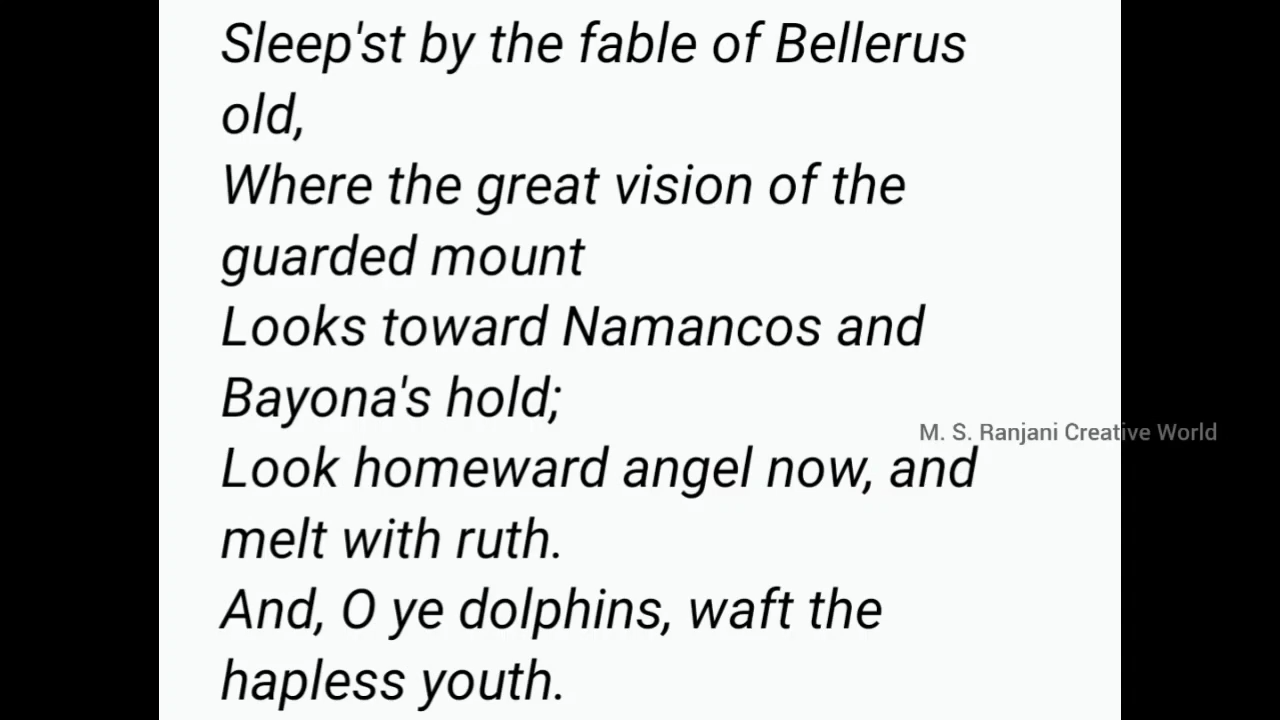 Sleep'st by the fable of Bellerus
old,
Where the great vision of the
guarded mount
Looks toward Namancos and
Bayona's hold;
M. S. Ranjani Creative World
Look homeward angel now, and
melt with ruth.
And, O ye dolphins, waft the
hapless youth.